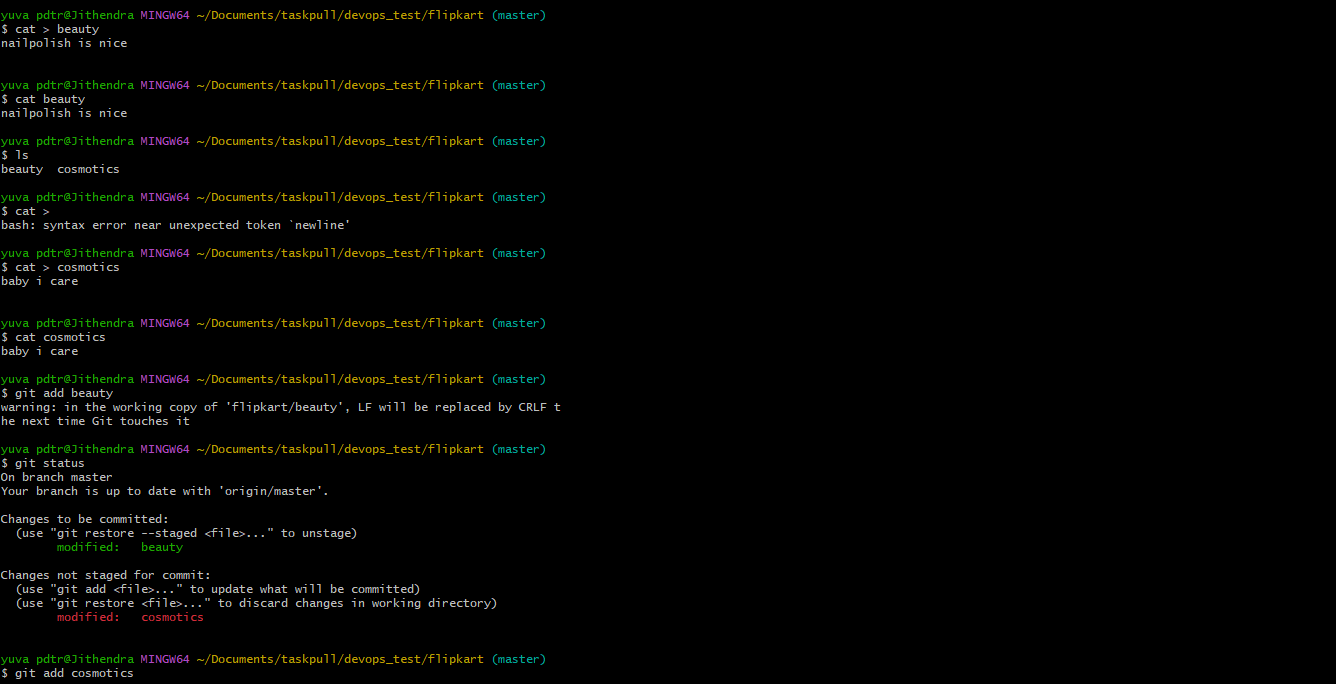 yuva pdtr@Jithendra MINGW64 ~/Documents/taskpull/devops_test/flipkart (master)
$ cat > beauty
nailpolish is nice
yuva pdtr@Jithendra MINGW64 ~/Documents/taskpull/devops_test/flipkart (master)
$ cat beauty
nailpolish is nice
yuva pdtr@Jithendra MINGW64 ~/Documents/taskpull/devops_test/flipkart (master)
$ ls
beauty  cosmotics
yuva pdtr@Jithendra MINGW64 ~/Documents/taskpull/devops_test/flipkart (master)
$ cat >
bash: syntax error near unexpected token `newline'
yuva pdtr@Jithendra MINGW64 ~/Documents/taskpull/devops_test/flipkart (master)
$ cat > cosmotics
baby i care
yuva pdtr@Jithendra MINGW64 ~/Documents/taskpull/devops_test/flipkart (master)
$ cat cosmotics
baby i care
yuva pdtr@Jithendra MINGW64 ~/Documents/taskpull/devops_test/flipkart (master)
$ git add beauty
warning: in the working copy of 'flipkart/beauty', LF will be replaced by CRLF t
he next time Git touches it
yuva pdtr@Jithendra MINGW64 ~/Documents/taskpull/devops_test/flipkart (master)
$ git status
On branch master
Your branch is up to date with 'origin/master'.
Changes to be committed:
  (use "git restore --staged <file>..." to unstage)
        modified:   beauty
Changes not staged for commit:
  (use "git add <file>..." to update what will be committed)
  (use "git restore <file>..." to discard changes in working directory)
        modified:   cosmotics
yuva pdtr@Jithendra MINGW64 ~/Documents/taskpull/devops_test/flipkart (master)
$ git add cosmotics